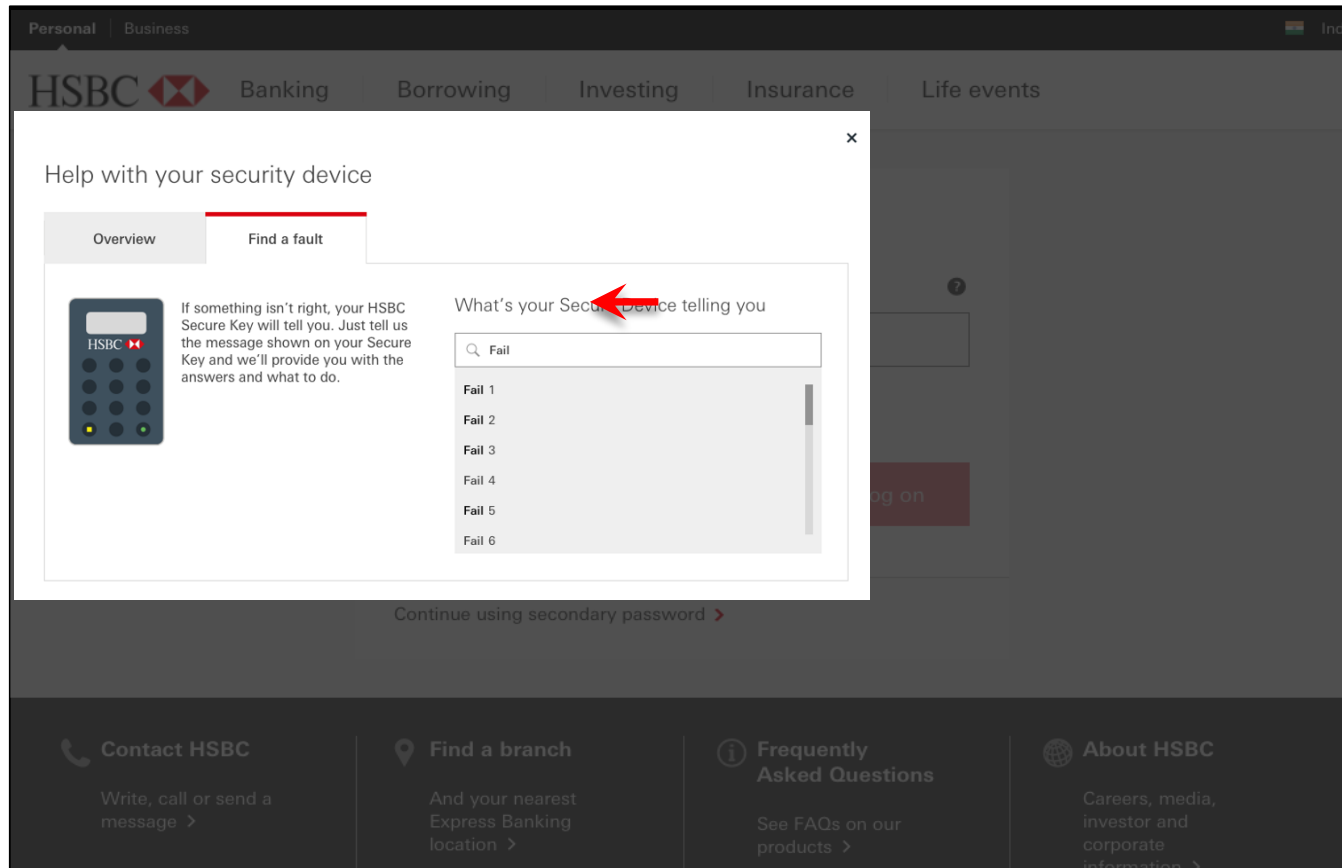 Personal Business
HSBC Banking Borrowing Investing Insurance Life events
×
Help with your security device
Overview Find a fault
HSBC
If something isn't right, your HSBC
Secure Key will tell you. Just tell us
the message shown on your Secure
Key and we'll provide you with the
answers and what to do.
What's your Secure Device telling you
Fail
Fail 1
Fail 2
Fail 3
Fail 4
Fail 5
Fail 6
?
on
Continue using secondary password >
Contact HSBC
Write, call or send a
message >
Find a branch
And your nearest
Express Banking
location >
Frequently
Asked Questions
See FAQs on our
products >
About HSBC
Careers, media,
investor and
corporate
information >